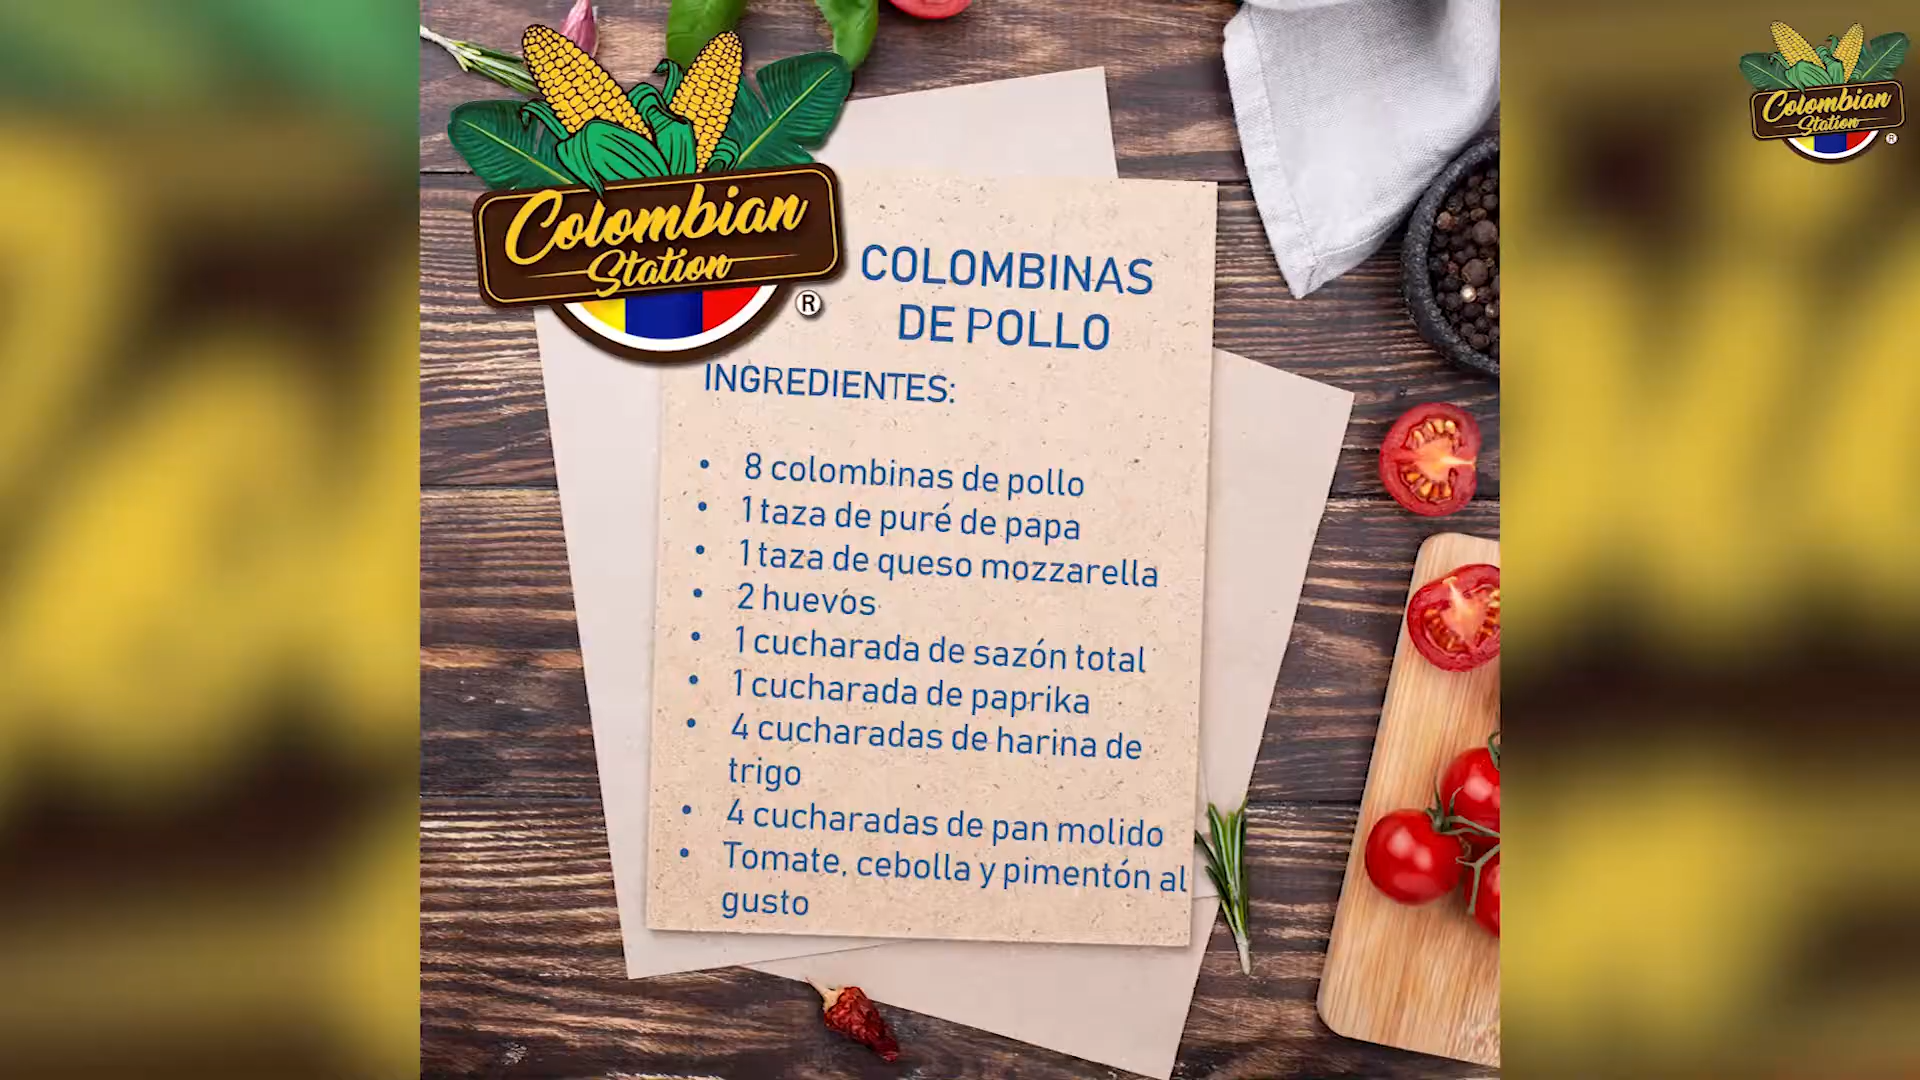 Colombian
Station
®
COLOMBINAS
DE POLLO
INGREDIENTES:
• 8 colombinas de pollo
• 1 taza de puré de papa
• 1 taza de queso mozzarella
• 2 huevos
• 1 cucharada de sazón total
• 1 cucharada de paprika
• 4 cucharadas de harina de
trigo
• 4 cucharadas de pan molido
• Tomate, cebolla y pimentón al
gusto
Colombian
Station
®